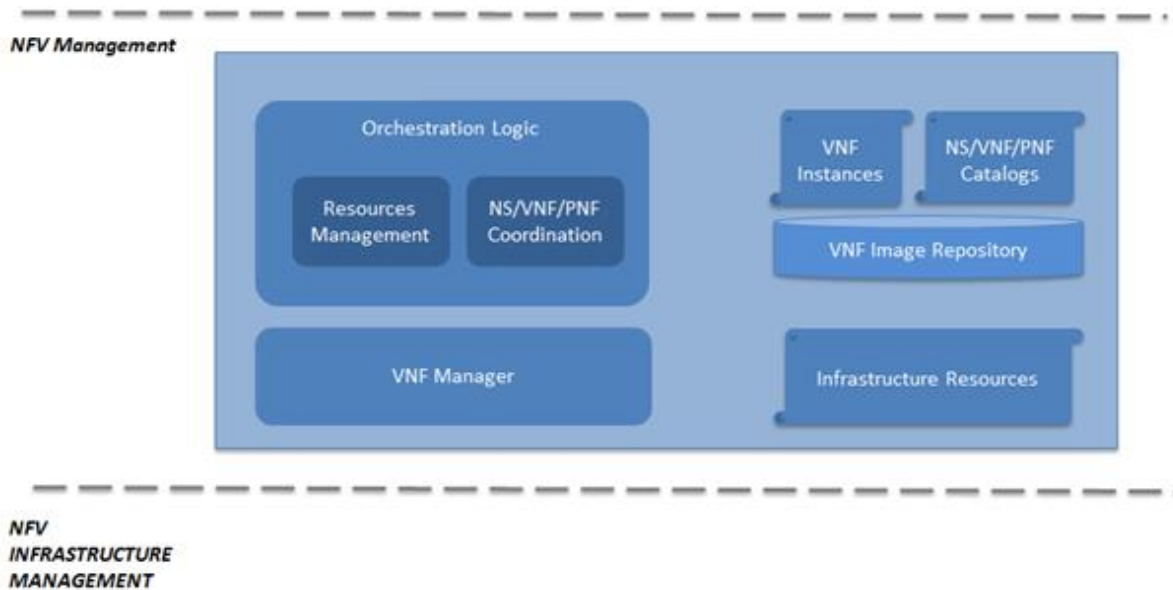 NFV Management
Orchestration Logic
Resources
Management
NS/VNF/PNF
Coordination
VNF Manager
VNF
Instances
NS/VNF/PNF
Catalogs
VNF Image Repository
Infrastructure Resources
NFV
INFRASTRUCTURE
MANAGEMENT